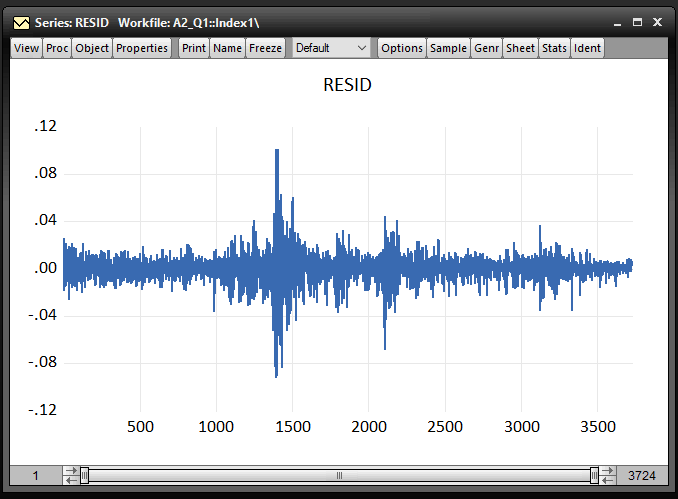 Series: RESID Workfile: A2_Q1::Index1\
View Proc Object Properties Print Name Freeze Default Options Sample Genr Sheet Stats Ident
RESID
.12
.08
.04
.00
-.04
-.08
-.12
500 1000 1500 2000 2500 3000 3500
1 3724